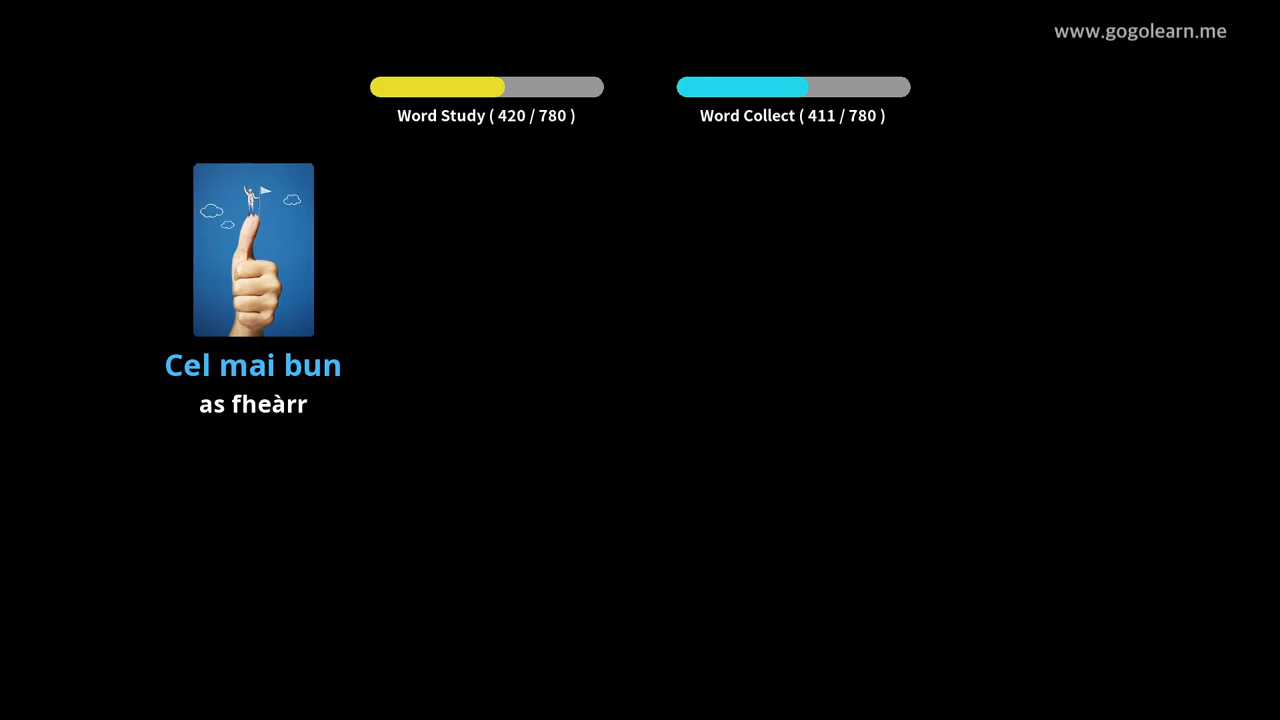 www.gogolearn.me
Word Study ( 420 / 780 )
Word Collect ( 411 / 780 )
Cel mai bun
as fheàrr